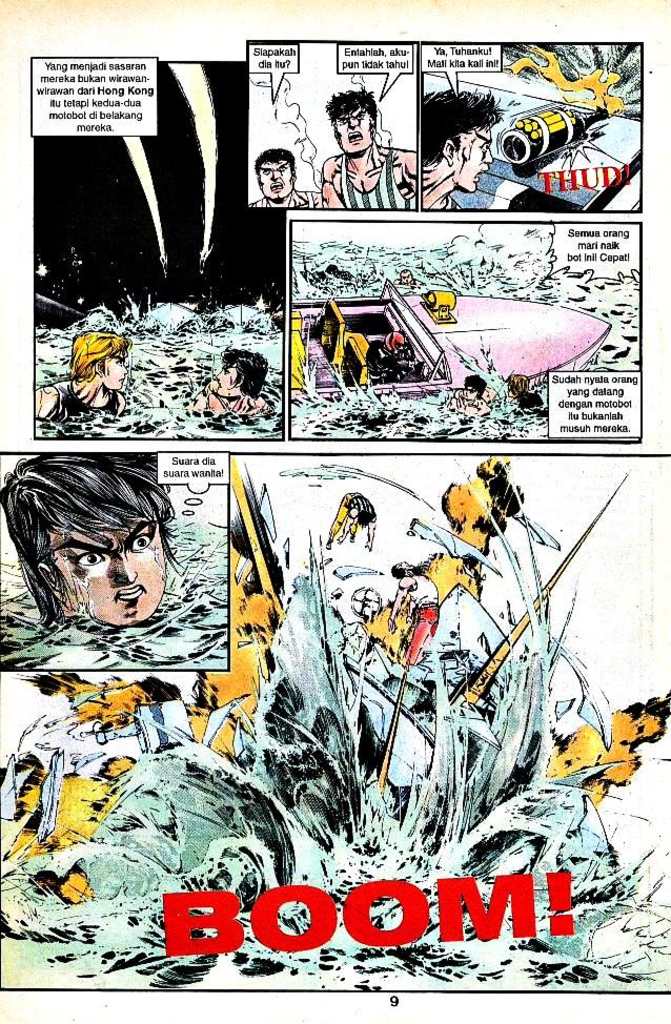 Yang menjadi sasaran
mereka bukan wirawan-
wirawan dari Hong Kong
itu tetapi kedua-dua
motobot di belakang
mereka.
Siapakah
dia itu?
Entahlah, aku-
pun tidak tahu!
Ya, Tuhanku!
Mati kita kali ini!
THUD!
Semua orang
mari naik
bot ini! Cepat!
Sudah nyata orang
yang datang
dengan motobot
itu bukanlah
musuh mereka.
Suara dia
suara wanita!
BOOM!
9